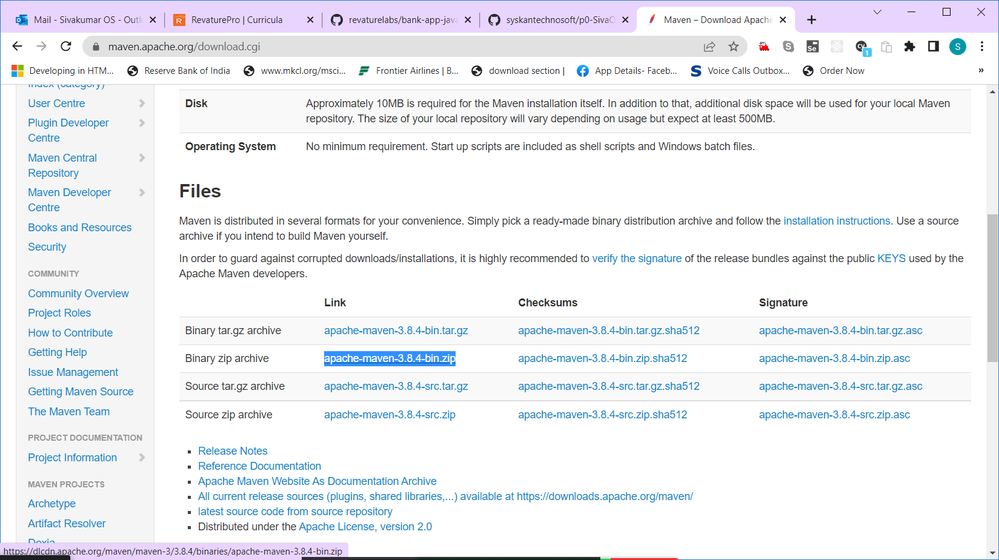 Mail - Sivakumar OS - Outl
RevaturePro | Curricula
revaturelabs/bank-app-java
syskantechnosoft/p0-SivaO
Maven – Download Apache
maven.apache.org/download.cgi
Se
cy
1
S
Developing in HTM...
Reserve Bank of India
www.mkcl.org/msci...
Frontier Airlines | B...
download section |
App Details- Faceb...
Voice Calls Outbox...
Order Now
»
Index (category)
User Centre
Plugin Developer
Centre
Maven Central
Repository
Maven Developer
Centre
Books and Resources
Security
COMMUNITY
Community Overview
Project Roles
How to Contribute
Getting Help
Issue Management
Getting Maven Source
The Maven Team
PROJECT DOCUMENTATION
Project Information
MAVEN PROJECTS
Archetype
Artifact Resolver
Doxia
Disk
Approximately 10MB is required for the Maven installation itself. In addition to that, additional disk space will be used for your local Maven
repository. The size of your local repository will vary depending on usage but expect at least 500MB.
Operating System
No minimum requirement. Start up scripts are included as shell scripts and Windows batch files.
Files
Maven is distributed in several formats for your convenience. Simply pick a ready-made binary distribution archive and follow the installation instructions. Use a source
archive if you intend to build Maven yourself.
In order to guard against corrupted downloads/installations, it is highly recommended to verify the signature of the release bundles against the public KEYS used by the
Apache Maven developers.
Link Checksums Signature
Binary tar.gz archive apache-maven-3.8.4-bin.tar.gz apache-maven-3.8.4-bin.tar.gz.sha512 apache-maven-3.8.4-bin.tar.gz.asc
Binary zip archive apache-maven-3.8.4-bin.zip apache-maven-3.8.4-bin.zip.sha512 apache-maven-3.8.4-bin.zip.asc
Source tar.gz archive apache-maven-3.8.4-src.tar.gz apache-maven-3.8.4-src.tar.gz.sha512 apache-maven-3.8.4-src.tar.gz.asc
Source zip archive apache-maven-3.8.4-src.zip apache-maven-3.8.4-src.zip.sha512 apache-maven-3.8.4-src.zip.asc
Release Notes
Reference Documentation
Apache Maven Website As Documentation Archive
All current release sources (plugins, shared libraries,...) available at https://downloads.apache.org/maven/
latest source code from source repository
Distributed under the Apache License, version 2.0
https://dlcdn.apache.org/maven/maven-3/3.8.4/binaries/apache-maven-3.8.4-bin.zip